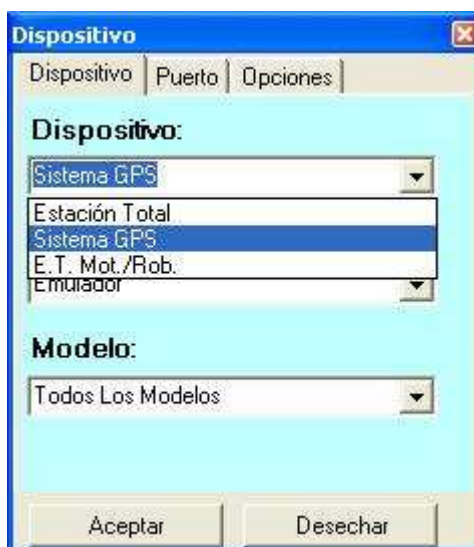 Dispositivo
Dispositivo Puerto Opciones
Dispositivo:
Sistema GPS
Estación Total
Sistema GPS
E.T. Mot./Rob.
Emulador
Modelo:
Todos Los Modelos
Aceptar Desechar